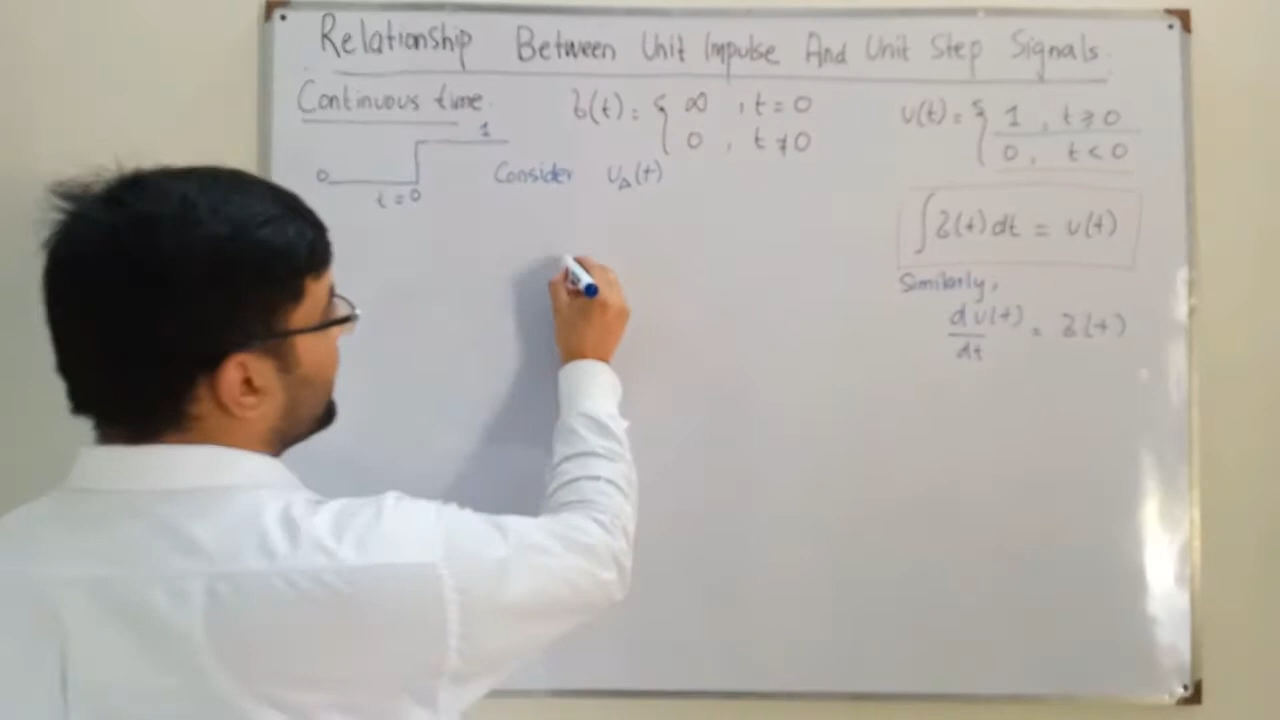 Relationship Between Unit Impulse And Unit Step Signals.
Continuous time.
δ(t) = { ∞ , t = 0
0 , t ≠ 0
u(t) = { 1 , t ≥ 0
0 , t < 0
0 1
t = 0
Consider u_Δ(t)
∫ δ(t) dt = u(t)
Similarly,
du(t)/dt = δ(t)